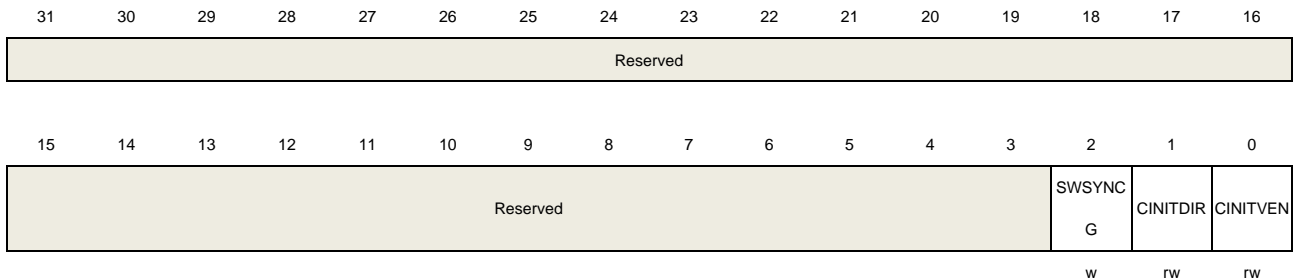 31 30 29 28 27 26 25 24 23 22 21 20 19 18 17 16
Reserved
15 14 13 12 11 10 9 8 7 6 5 4 3 2 1 0
Reserved
SWSYNC
G
CINITDIR CINITVEN
w rw rw